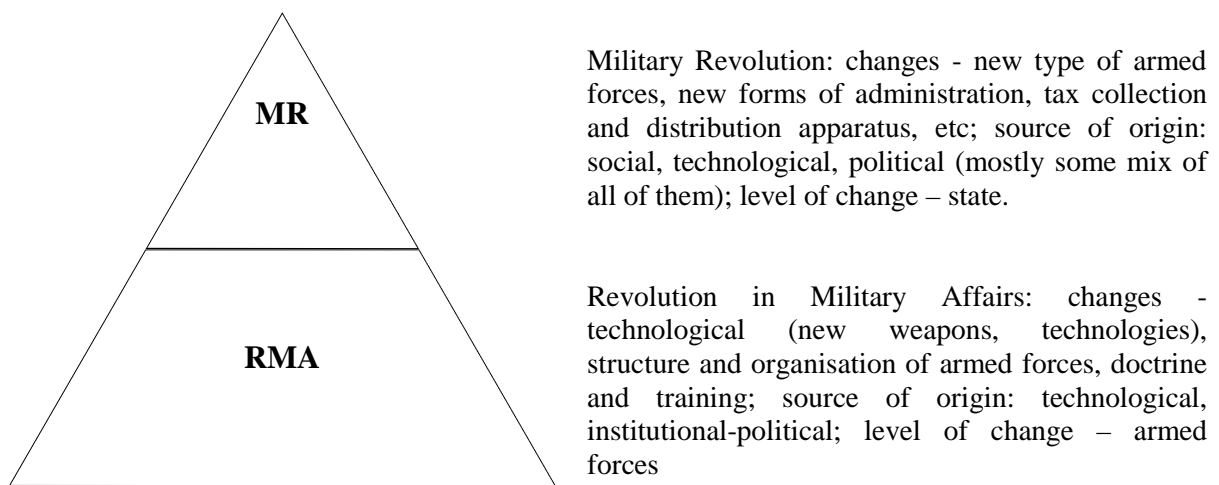 MR
Military Revolution: changes - new type of armed
forces, new forms of administration, tax collection
and distribution apparatus, etc; source of origin:
social, technological, political (mostly some mix of
all of them); level of change – state.
RMA
Revolution in Military Affairs: changes -
technological (new weapons, technologies),
structure and organisation of armed forces, doctrine
and training; source of origin: technological,
institutional-political; level of change – armed
forces